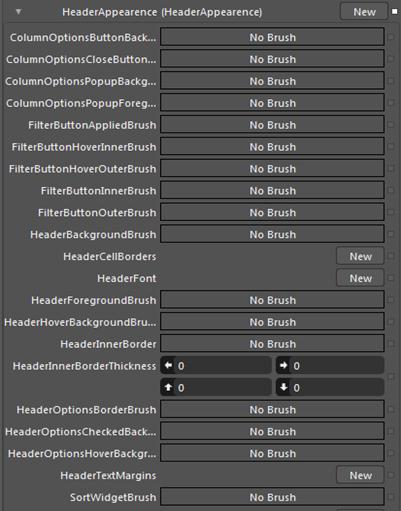 HeaderAppearence (HeaderAppearence) New
ColumnOptionsButtonBack... No Brush
ColumnOptionsCloseButton... No Brush
ColumnOptionsPopupBackg... No Brush
ColumnOptionsPopupForeg... No Brush
FilterButtonAppliedBrush No Brush
FilterButtonHoverInnerBrush No Brush
FilterButtonHoverOuterBrush No Brush
FilterButtonInnerBrush No Brush
FilterButtonOuterBrush No Brush
HeaderBackgroundBrush No Brush
HeaderCellBorders New
HeaderFont New
HeaderForegroundBrush No Brush
HeaderHoverBackgroundBru... No Brush
HeaderInnerBorder No Brush
HeaderInnerBorderThickness 0 0
0 0
HeaderOptionsBorderBrush No Brush
HeaderOptionsCheckedBack... No Brush
HeaderOptionsHoverBackgr... No Brush
HeaderTextMargins New
SortWidgetBrush No Brush